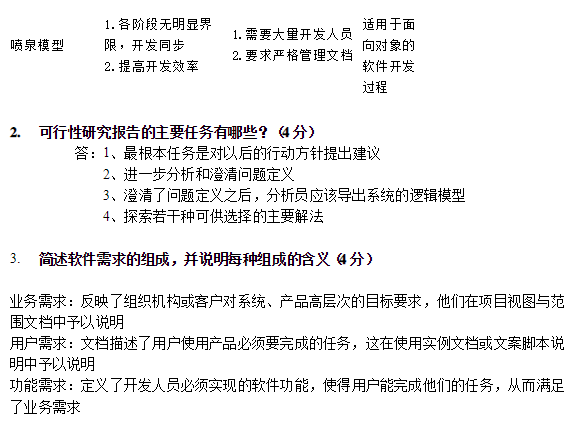 喷泉模型
1.各阶段无明显界
限，开发同步
2.提高开发效率
1.需要大量开发人员
2.要求严格管理文档
适用于面
向对象的
软件开发
过程
2. 可行性研究报告的主要任务有哪些？（4 分）
答：1、最根本任务是对以后的行动方针提出建议
2、进一步分析和澄清问题定义
3、澄清了问题定义之后，分析员应该导出系统的逻辑模型
4、探索若干种可供选择的主要解法
3. 简述软件需求的组成，并说明每种组成的含义（4 分）
业务需求：反映了组织机构或客户对系统、产品高层次的目标要求，他们在项目视图与范
围文档中予以说明
用户需求：文档描述了用户使用产品必须要完成的任务，这在使用实例文档或文案脚本说
明中予以说明
功能需求：定义了开发人员必须实现的软件功能，使得用户能完成他们的任务，从而满足
了业务需求